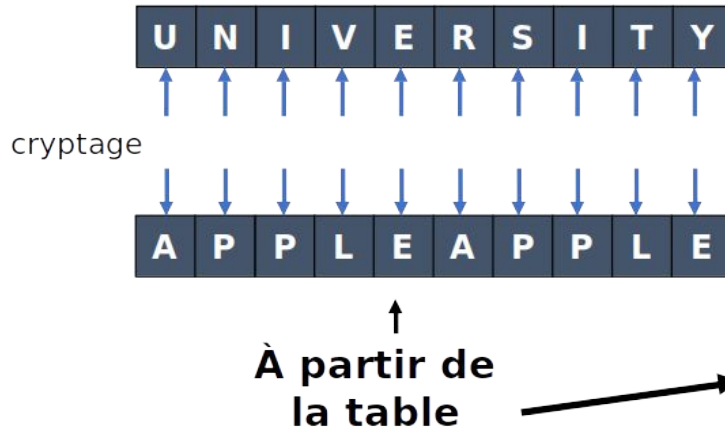 U N I V E R S I T Y
cryptage
A P P L E A P P L E
À partir de
la table